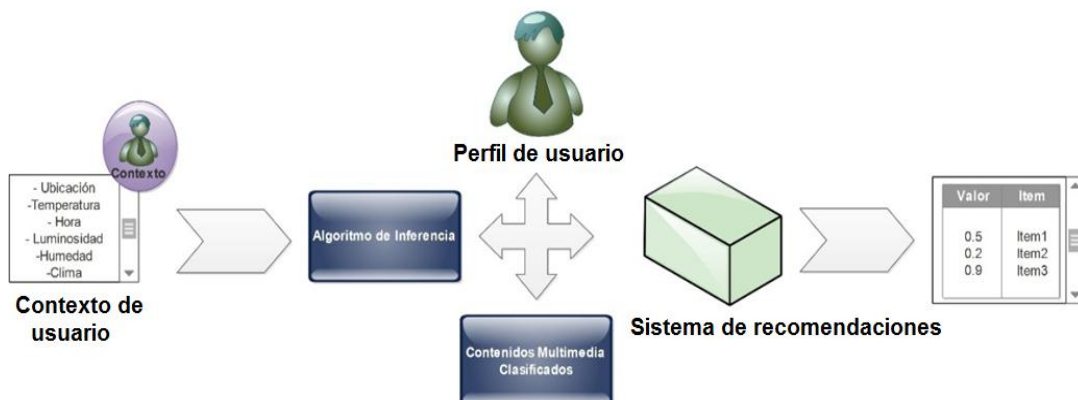 Contexto
- Ubicación
-Temperatura
- Hora
- Luminosidad
-Humedad
-Clima
Contexto de
usuario
Algoritmo de Inferencia
Perfil de usuario
Contenidos Multimedia
Clasificados
Sistema de recomendaciones
Valor Item
0.5 Item1
0.2 Item2
0.9 Item3